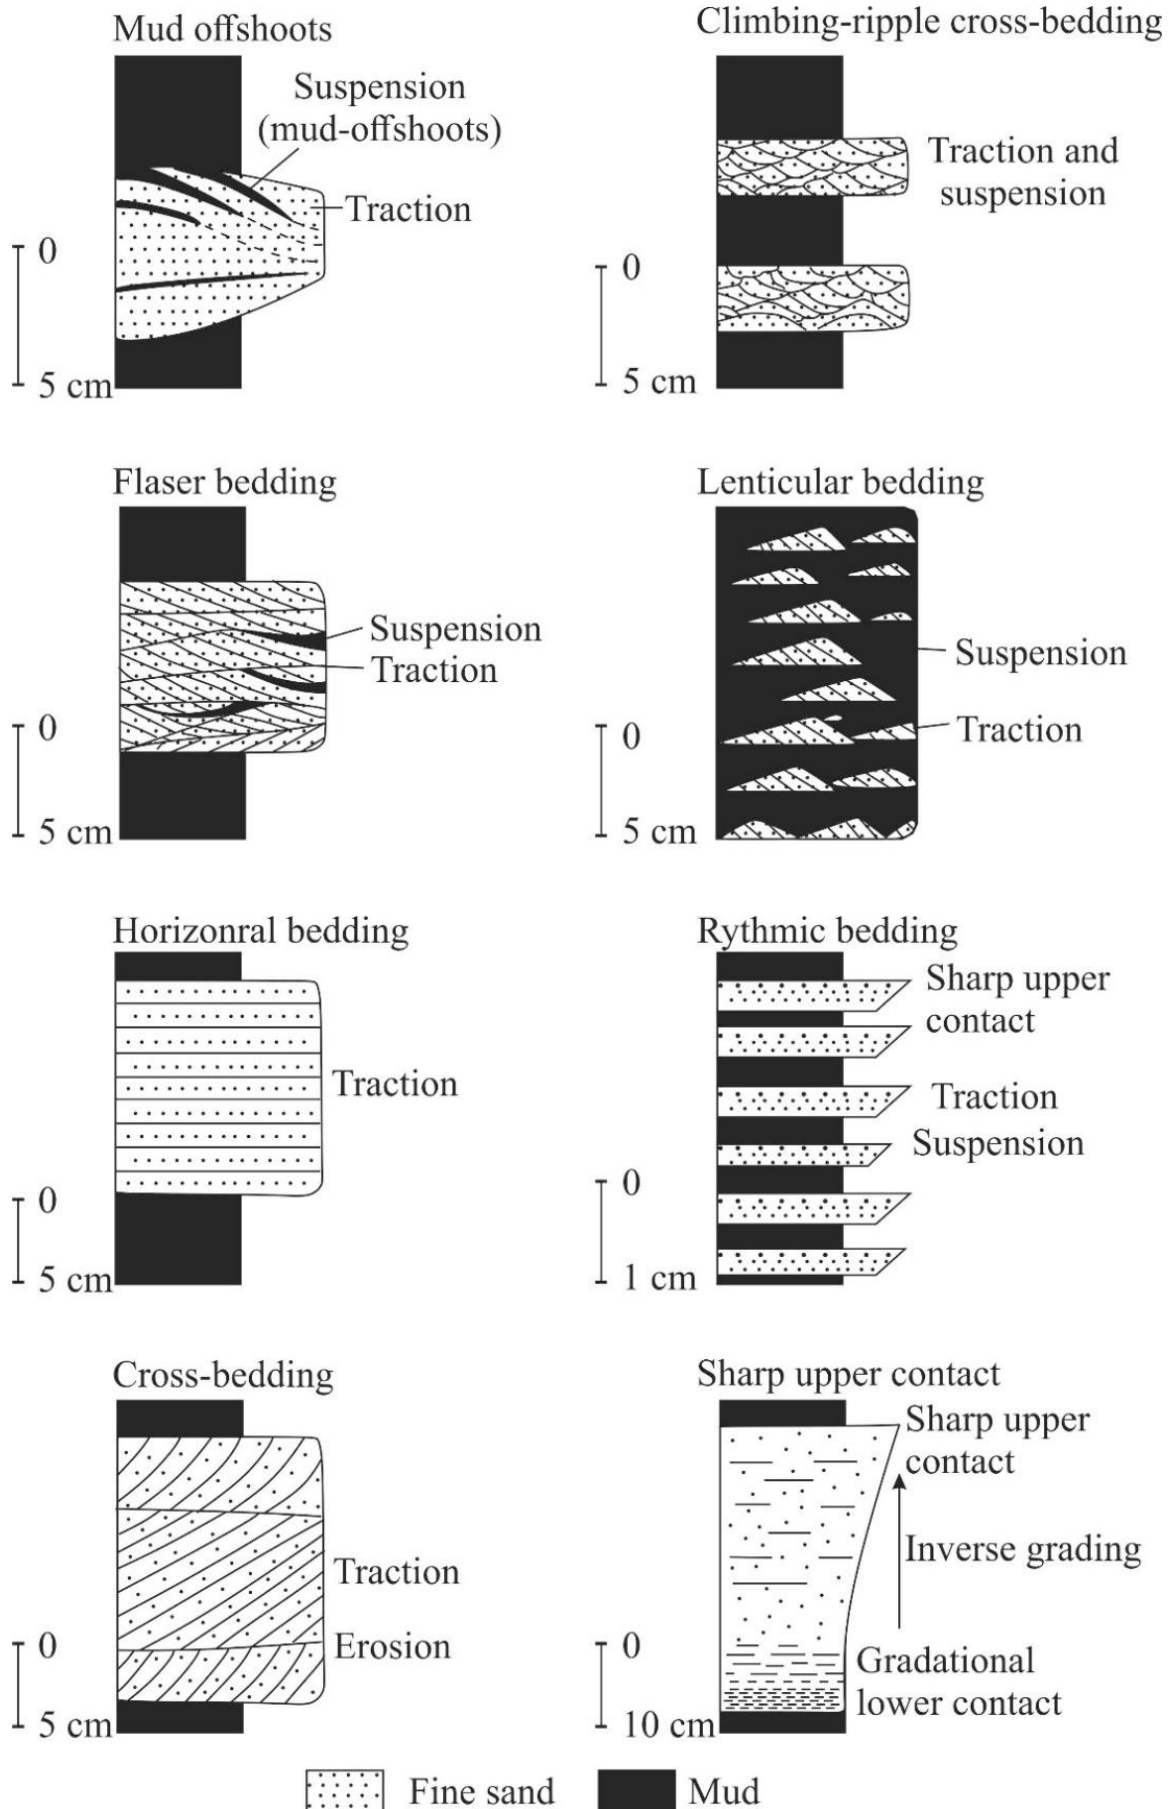 Mud offshoots
Suspension
(mud-offshoots)
Traction
0
5 cm
Climbing-ripple cross-bedding
Traction and
suspension
0
5 cm
Flaser bedding
Suspension
Traction
0
5 cm
Lenticular bedding
Suspension
Traction
0
5 cm
Horizonral bedding
Traction
0
5 cm
Rythmic bedding
Sharp upper
contact
Traction
Suspension
0
1 cm
Cross-bedding
Traction
Erosion
0
5 cm
Sharp upper contact
Sharp upper
contact
Inverse grading
Gradational
lower contact
0
10 cm
Fine sand
Mud